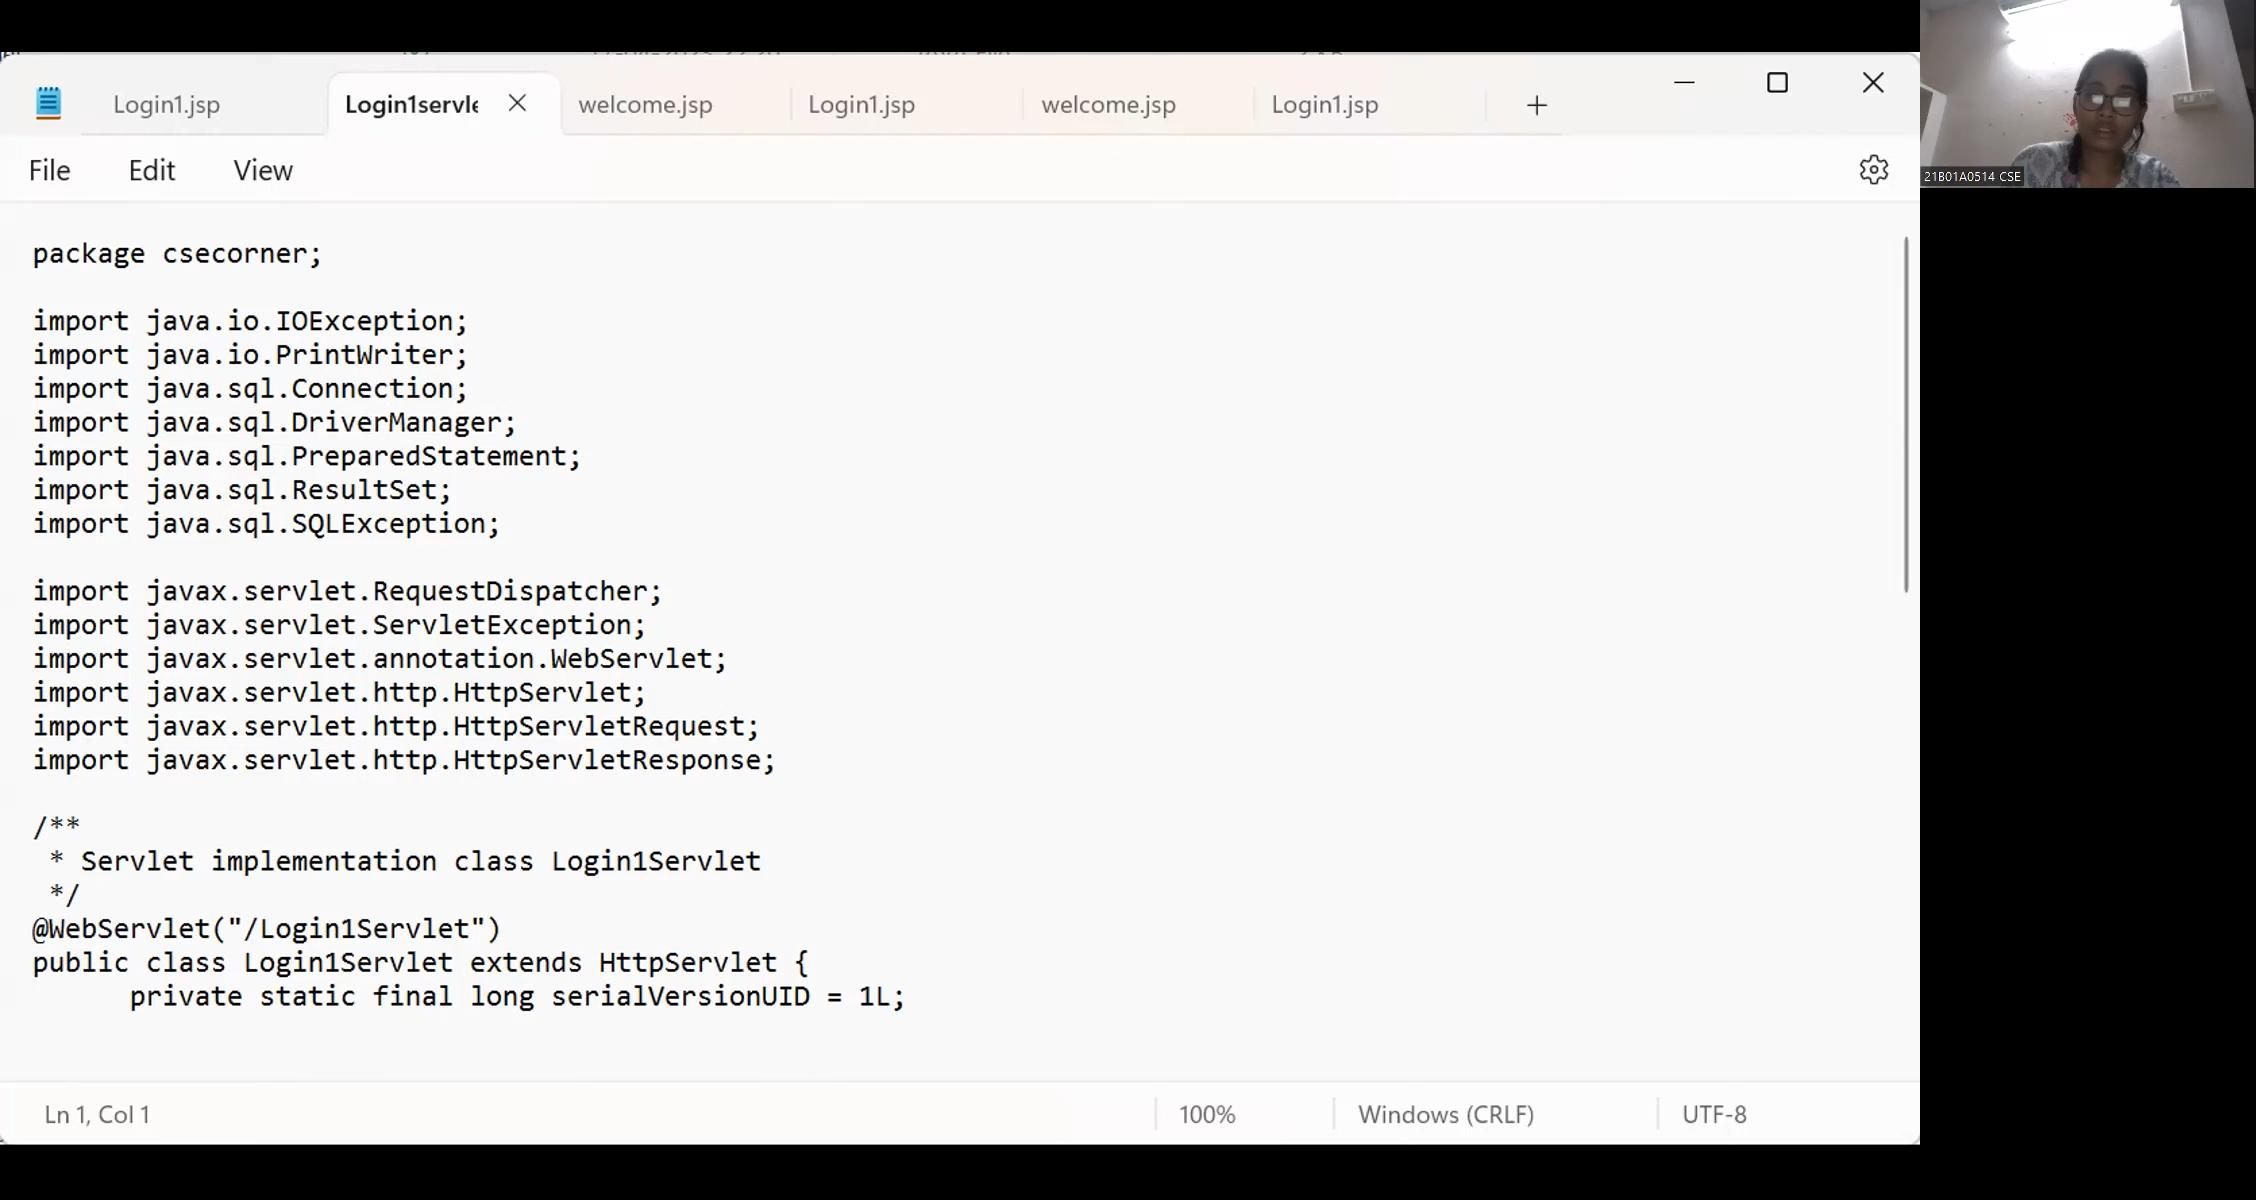 Login1.jsp
Login1servle
welcome.jsp
Login1.jsp
welcome.jsp
Login1.jsp
File Edit View
package csecorner;
import java.io.IOException;
import java.io.PrintWriter;
import java.sql.Connection;
import java.sql.DriverManager;
import java.sql.PreparedStatement;
import java.sql.ResultSet;
import java.sql.SQLException;
import javax.servlet.RequestDispatcher;
import javax.servlet.ServletException;
import javax.servlet.annotation.WebServlet;
import javax.servlet.http.HttpServlet;
import javax.servlet.http.HttpServletRequest;
import javax.servlet.http.HttpServletResponse;
/**
 * Servlet implementation class Login1Servlet
 */
@WebServlet("/Login1Servlet")
public class Login1Servlet extends HttpServlet {
      private static final long serialVersionUID = 1L;
Ln 1, Col 1
100%
Windows (CRLF)
UTF-8
21B01A0514 CSE